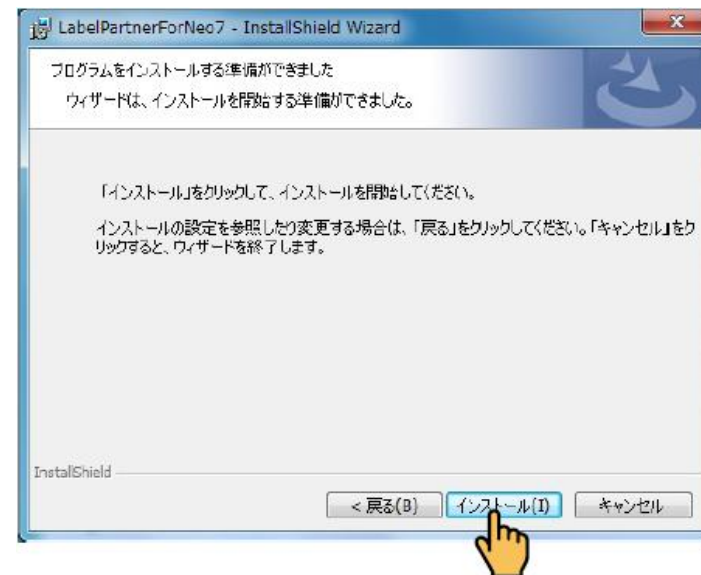 LabelPartnerForNeo7 - InstallShield Wizard
プログラムをインストールする準備ができました
ウィザードは、インストールを開始する準備ができました。
「インストール」をクリックして、インストールを開始してください。
インストールの設定を参照したり変更する場合は、「戻る」をクリックしてください。「キャンセル」をク
リックすると、ウィザードを終了します。
InstallShield
< 戻る(B) インストール(I) キャンセル